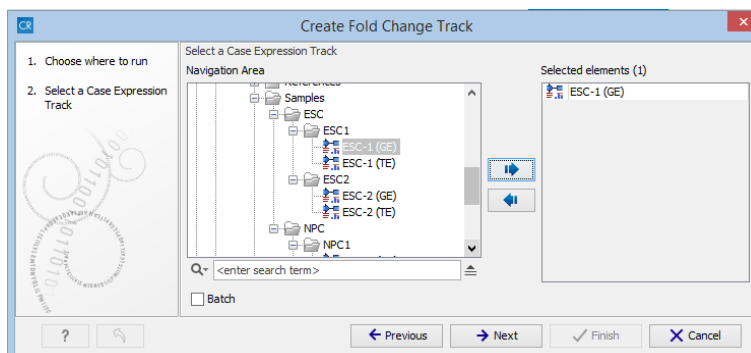 CR Create Fold Change Track
1. Choose where to run
2. Select a Case Expression
Track
Select a Case Expression Track
Navigation Area
References
Samples
ESC
ESC1
ESC-1 (GE)
ESC-1 (TE)
ESC2
ESC-2 (GE)
ESC-2 (TE)
NPC
NPC1
<enter search term>
Batch
Selected elements (1)
ESC-1 (GE)
? Previous Next Finish Cancel